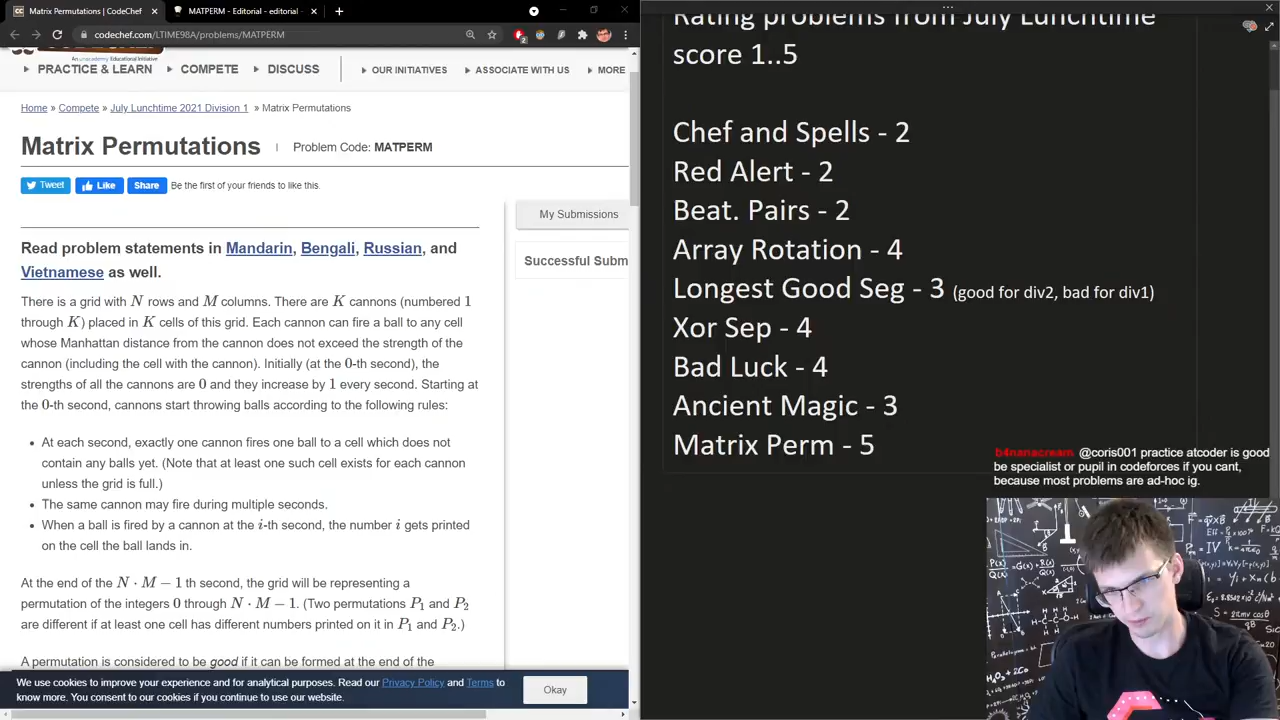 Matrix Permutations | CodeChef
MATPERM - Editorial - editorial
codechef.com/LTIME98A/problems/MATPERM
An unacademy Educational Initiative
PRACTICE & LEARN
COMPETE
DISCUSS
OUR INITIATIVES
ASSOCIATE WITH US
MORE
Home » Compete » July Lunchtime 2021 Division 1 » Matrix Permutations
Matrix Permutations
Problem Code: MATPERM
Tweet
Like
Share
Be the first of your friends to like this.
My Submissions
Successful Subm
Read problem statements in Mandarin, Bengali, Russian, and
Vietnamese as well.
There is a grid with N rows and M columns. There are K cannons (numbered 1
through K) placed in K cells of this grid. Each cannon can fire a ball to any cell
whose Manhattan distance from the cannon does not exceed the strength of the
cannon (including the cell with the cannon). Initially (at the 0-th second), the
strengths of all the cannons are 0 and they increase by 1 every second. Starting at
the 0-th second, cannons start throwing balls according to the following rules:
• At each second, exactly one cannon fires one ball to a cell which does not
contain any balls yet. (Note that at least one such cell exists for each cannon
unless the grid is full.)
• The same cannon may fire during multiple seconds.
• When a ball is fired by a cannon at the i-th second, the number i gets printed
on the cell the ball lands in.
At the end of the N · M − 1 th second, the grid will be representing a
permutation of the integers 0 through N · M − 1. (Two permutations P1 and P2
are different if at least one cell has different numbers printed on it in P1 and P2.)
A permutation is considered to be good if it can be formed at the end of the
We use cookies to improve your experience and for analytical purposes. Read our Privacy Policy and Terms to
know more. You consent to our cookies if you continue to use our website.
Okay
Rating problems from July Lunchtime
score 1..5
Chef and Spells - 2
Red Alert - 2
Beat. Pairs - 2
Array Rotation - 4
Longest Good Seg - 3 (good for div2, bad for div1)
Xor Sep - 4
Bad Luck - 4
Ancient Magic - 3
Matrix Perm - 5
b4nanacream @coris001 practice atcoder is good
be specialist or pupil in codeforces if you cant,
because most problems are ad-hoc ig.